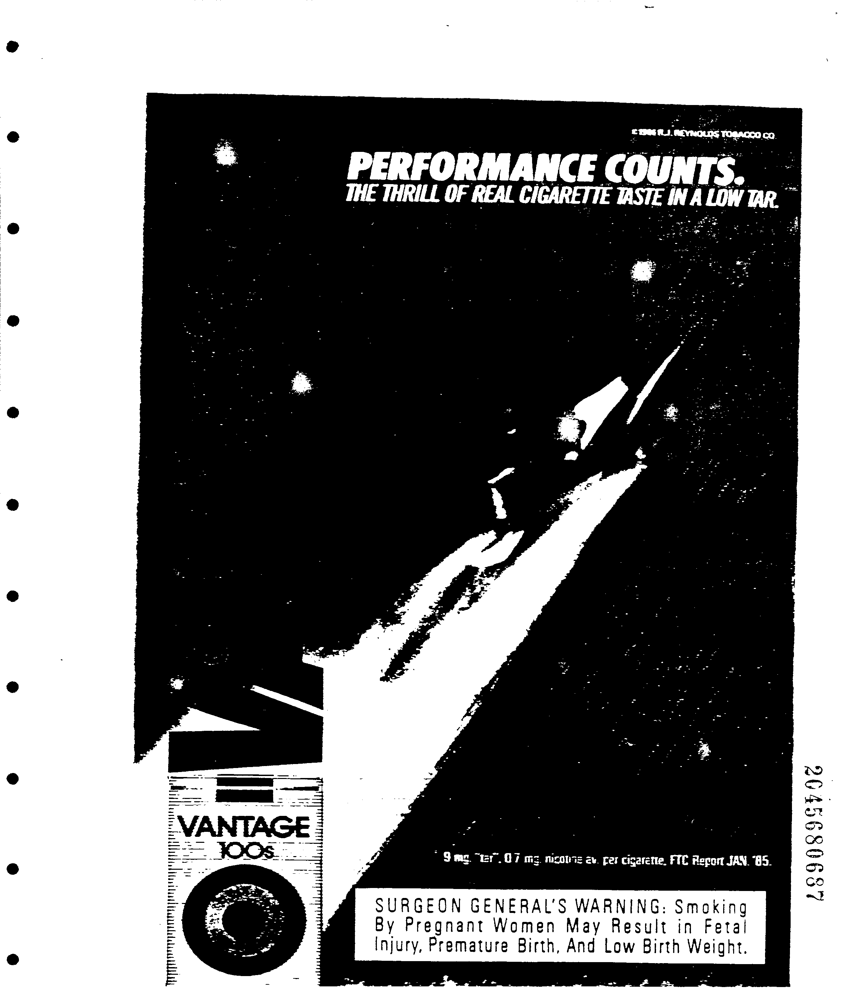 ©1986 R.J. REYNOLDS TOBACCO CO.
PERFORMANCE COUNTS.
THE THRILL OF REAL CIGARETTE TASTE IN A LOW TAR.
VANTAGE
100s
9 mg. "tar", 0.7 mg. nicotine av. per cigarette, FTC Report JAN. '85.
SURGEON GENERAL'S WARNING: Smoking
By Pregnant Women May Result in Fetal
Injury, Premature Birth, And Low Birth Weight.
2045680687